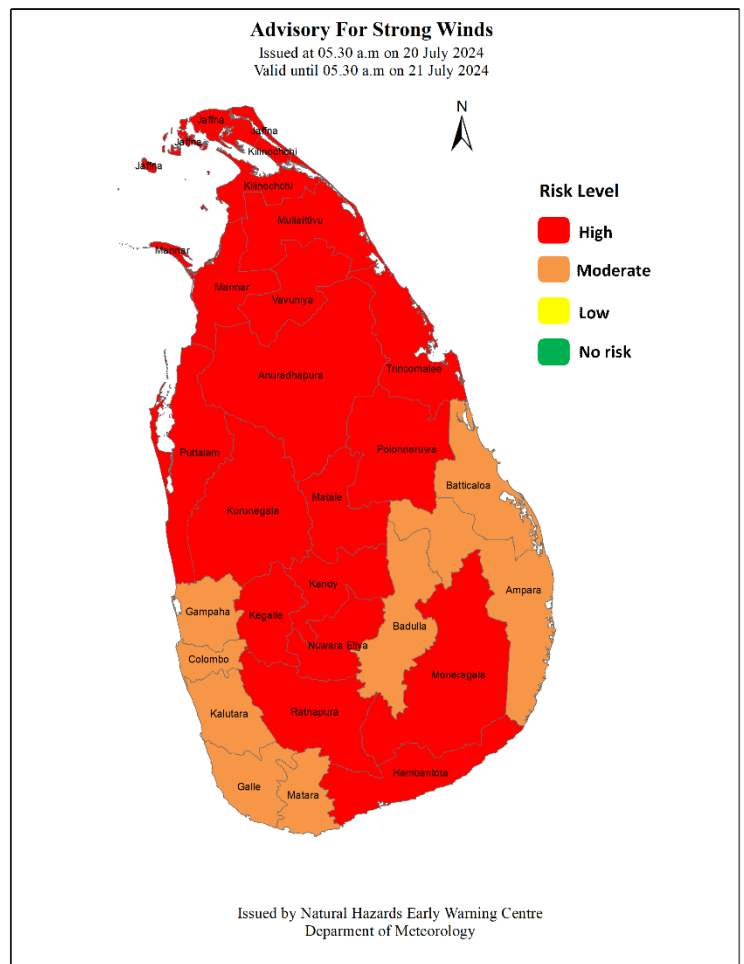 Advisory For Strong Winds
Issued at 05.30 a.m on 20 July 2024
Valid until 05.30 a.m on 21 July 2024
N
Jaffna
Jaffna
Jaffna
Kilinochchi
Jaffna
Kilinochchi
Mullaittivu
Mannar
Mannar
Vavuniya
Anuradhapura
Trincomalee
Puttalam
Polonnaruwa
Batticaloa
Kurunegala
Matale
Kandy
Ampara
Gampaha
Kegalle
Badulla
Nuwara Eliya
Colombo
Moneragala
Kalutara
Ratnapura
Hambantota
Galle
Matara
Risk Level
High
Moderate
Low
No risk
Issued by Natural Hazards Early Warning Centre
Deparment of Meteorology